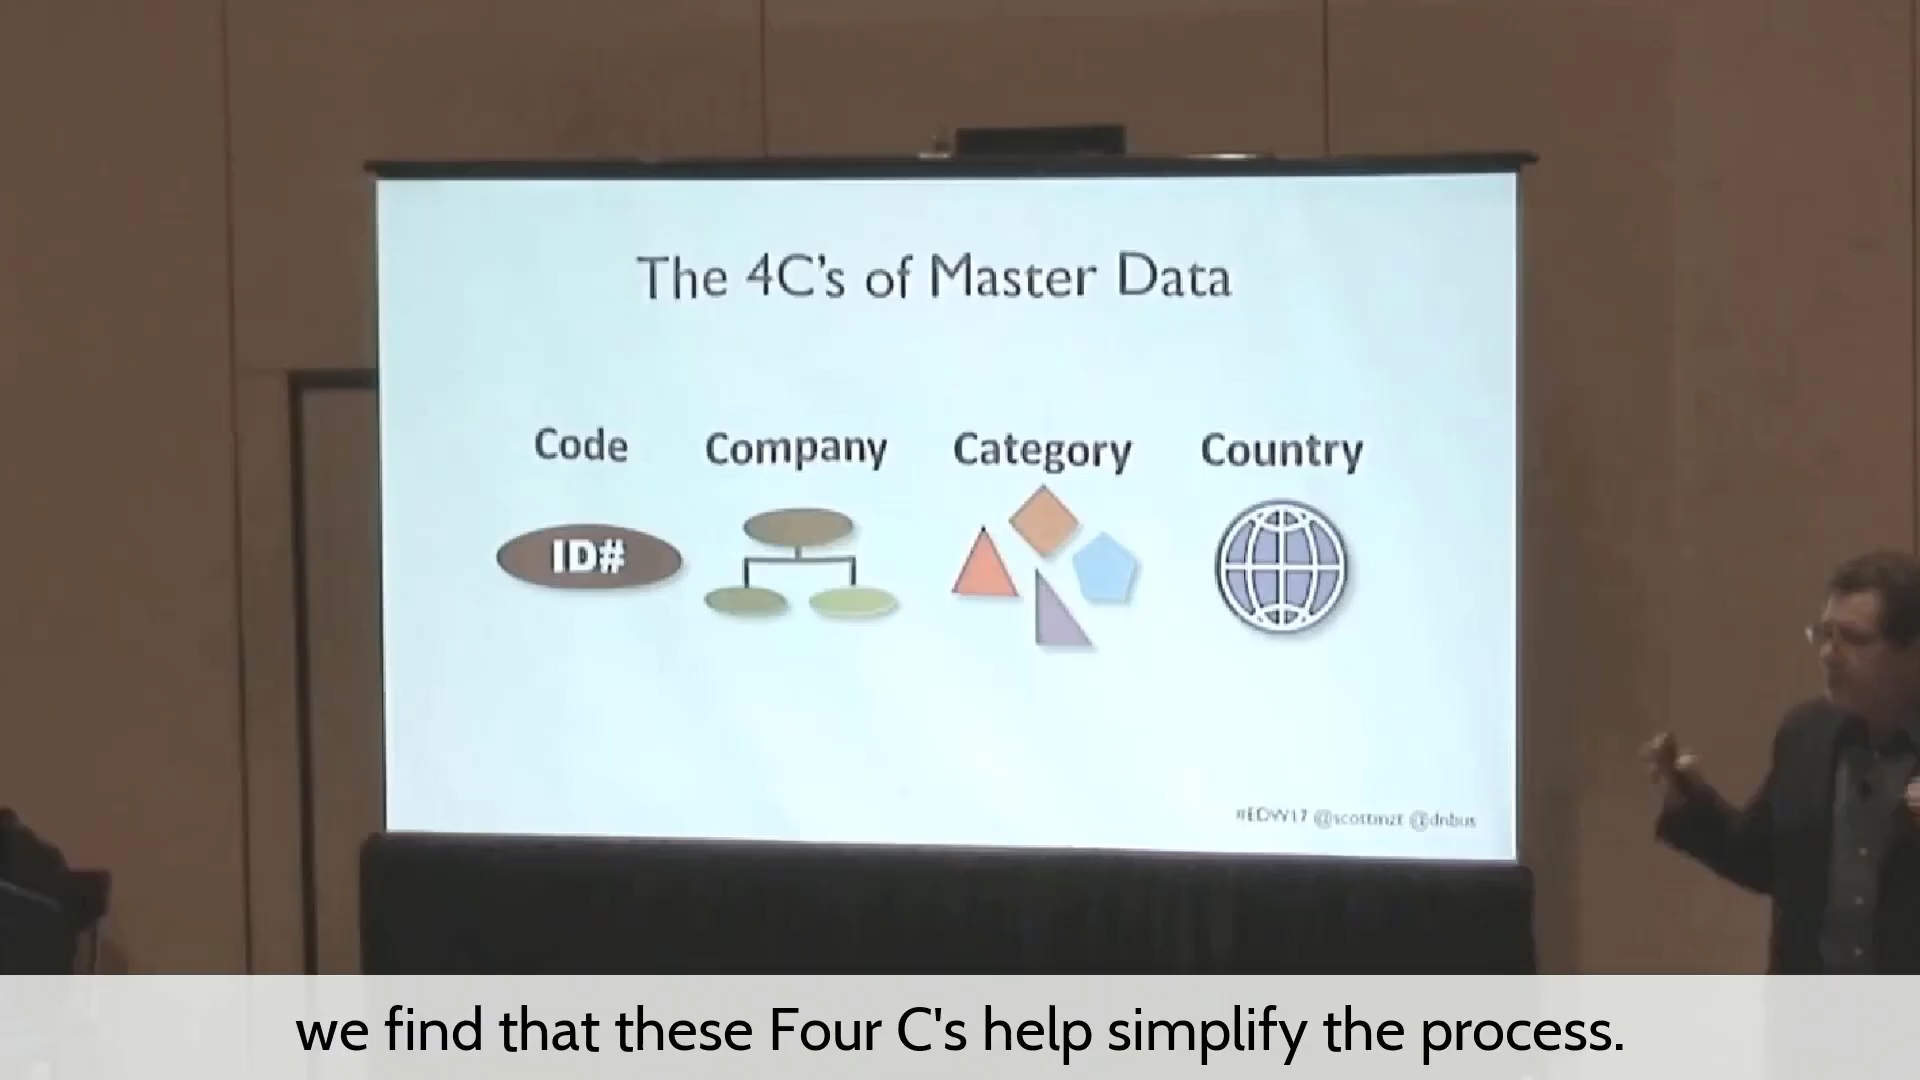 The 4C's of Master Data
Code Company Category Country
ID#
#EDW17 @scottmzt @dnbus
we find that these Four C's help simplify the process.